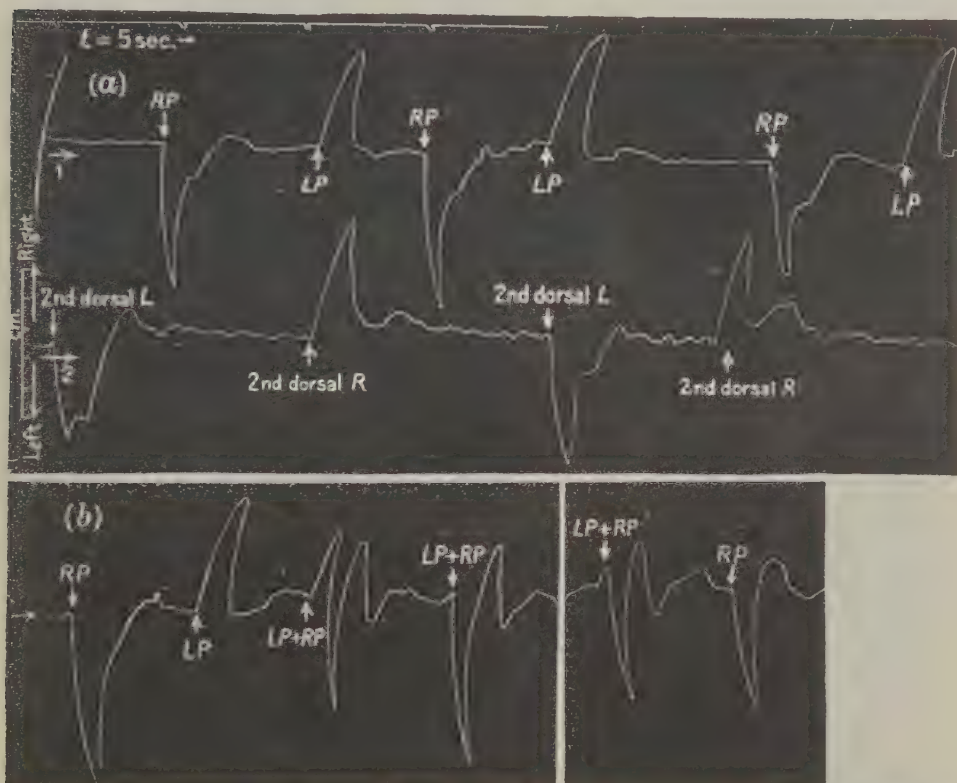 t = 5 sec. →
(a)
RP
RP
RP
1
LP
LP
LP
Right
2nd dorsal L
2nd dorsal L
2
2nd dorsal R
2nd dorsal R
Left
(b)
RP
LP
LP+RP
LP+RP
LP+RP
RP